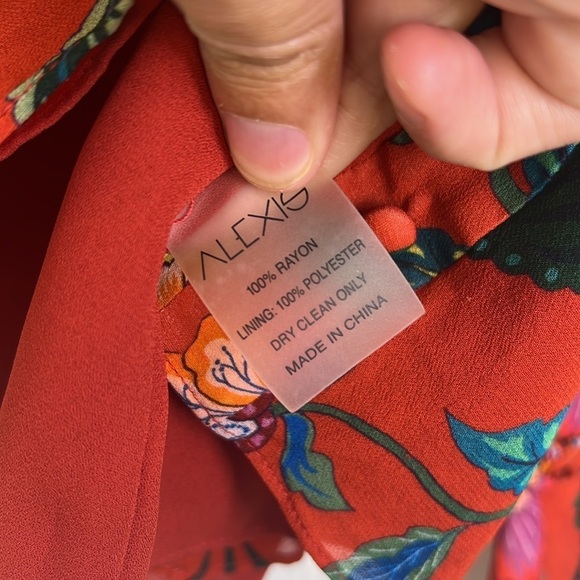 ALEXIS
100% RAYON
LINING: 100% POLYESTER
DRY CLEAN ONLY
MADE IN CHINA